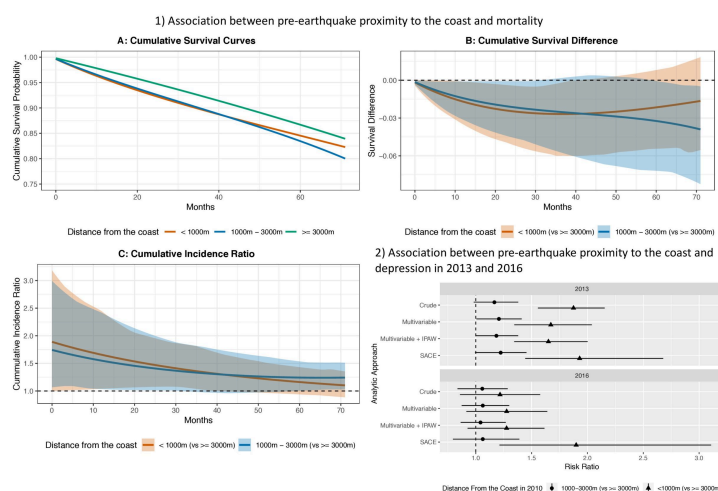 1) Association between pre-earthquake proximity to the coast and mortality
A: Cumulative Survival Curves
1.00
0.95
0.90
0.85
0.80
0.75
Cumulative Survival Probability
0
20
40
60
Months
Distance from the coast
< 1000m
1000m − 3000m
>= 3000m
B: Cumulative Survival Difference
0.00
−0.03
−0.06
Survival Difference
0
10
20
30
40
50
60
70
Months
Distance from the coast
< 1000m (vs >= 3000m)
1000m − 3000m (vs >= 3000m)
C: Cumulative Incidence Ratio
3.0
2.5
2.0
1.5
1.0
Cummulative Incidence Ratio
0
10
20
30
40
50
60
70
Months
Distance from the coast
< 1000m (vs >= 3000m)
1000m − 3000m (vs >= 3000m)
2) Association between pre-earthquake proximity to the coast and
depression in 2013 and 2016
2013
Crude
Multivariable
Multivariable + IPAW
SACE
2016
Crude
Multivariable
Multivariable + IPAW
SACE
Analytic Approach
1.0
1.5
2.0
2.5
3.0
Risk Ratio
Distance From the Coast in 2010
1000−3000m (vs >= 3000m)
<1000m (vs >= 3000m